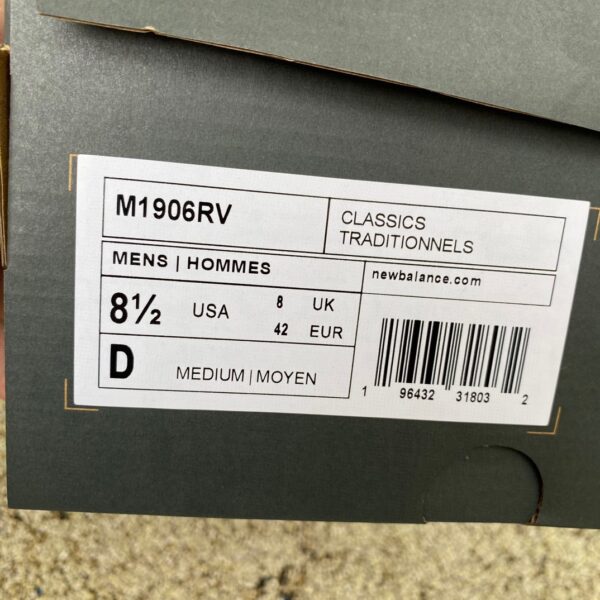 M1906RV
CLASSICS
TRADITIONNELS
MENS | HOMMES
newbalance.com
8½ USA 8 UK
42 EUR
D MEDIUM | MOYEN
1 96432 31803 2